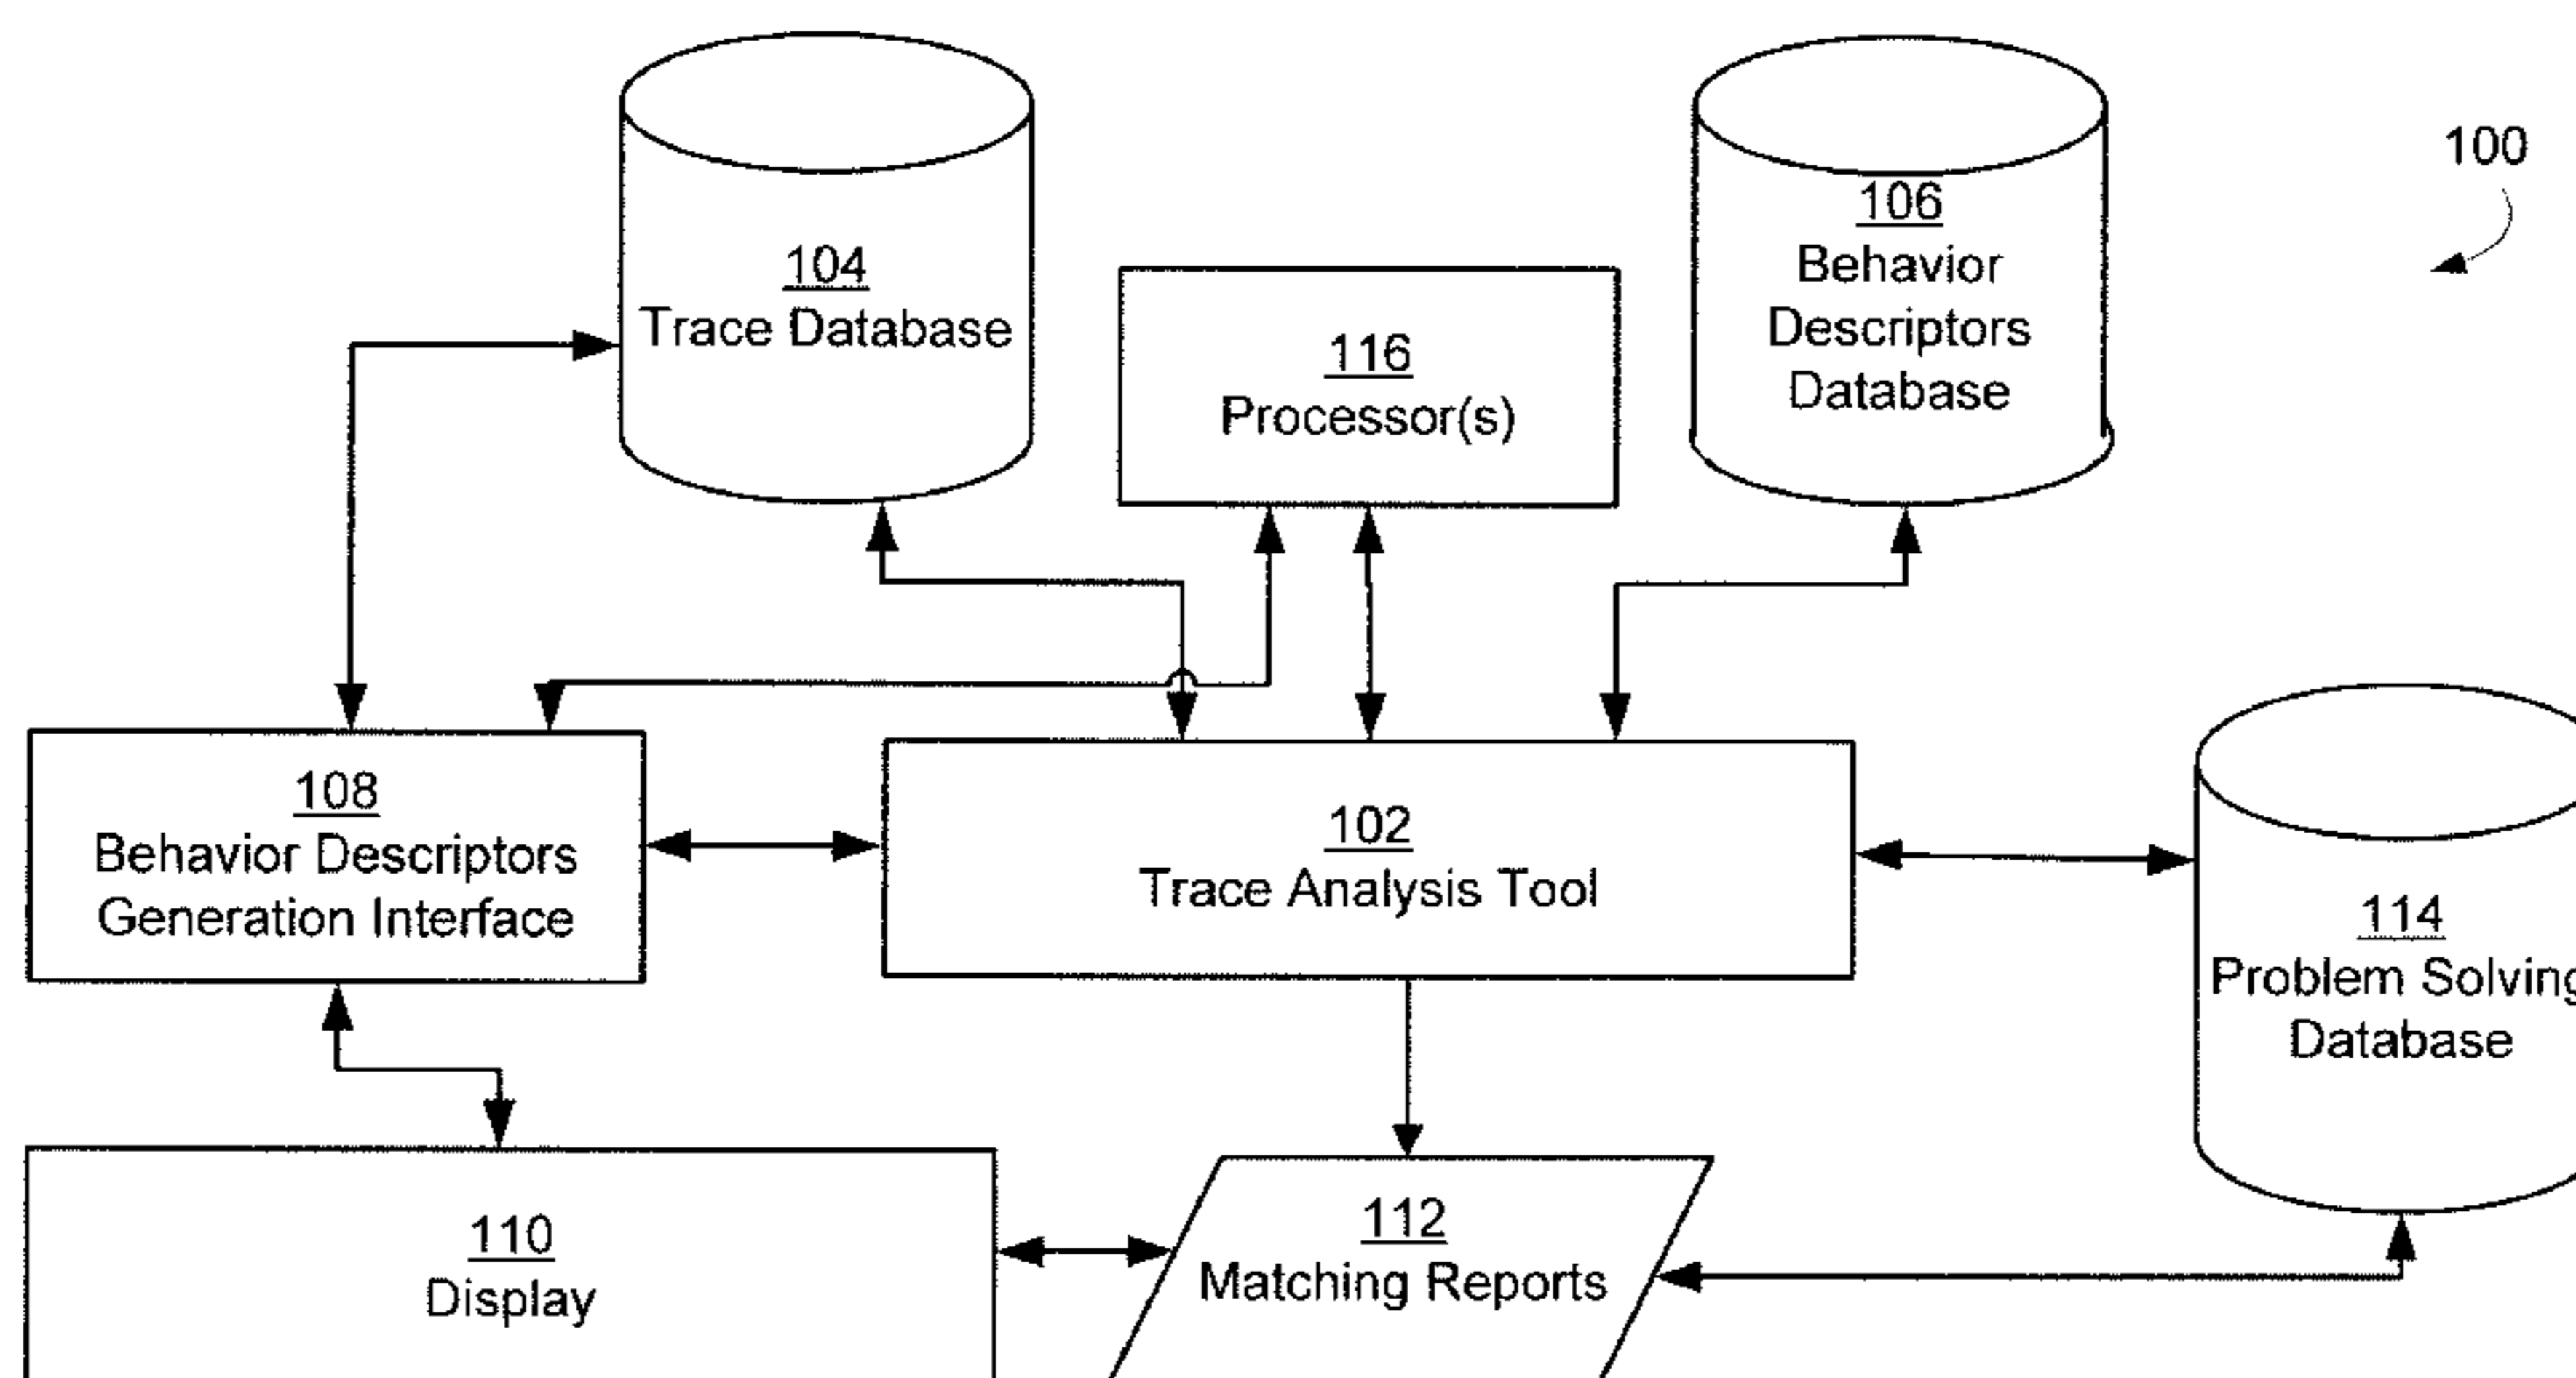 100
104
Trace Database
106
Behavior
Descriptors
Database
116
Processor(s)
108
Behavior Descriptors
Generation Interface
102
Trace Analysis Tool
114
Problem Solving
Database
110
Display
112
Matching Reports